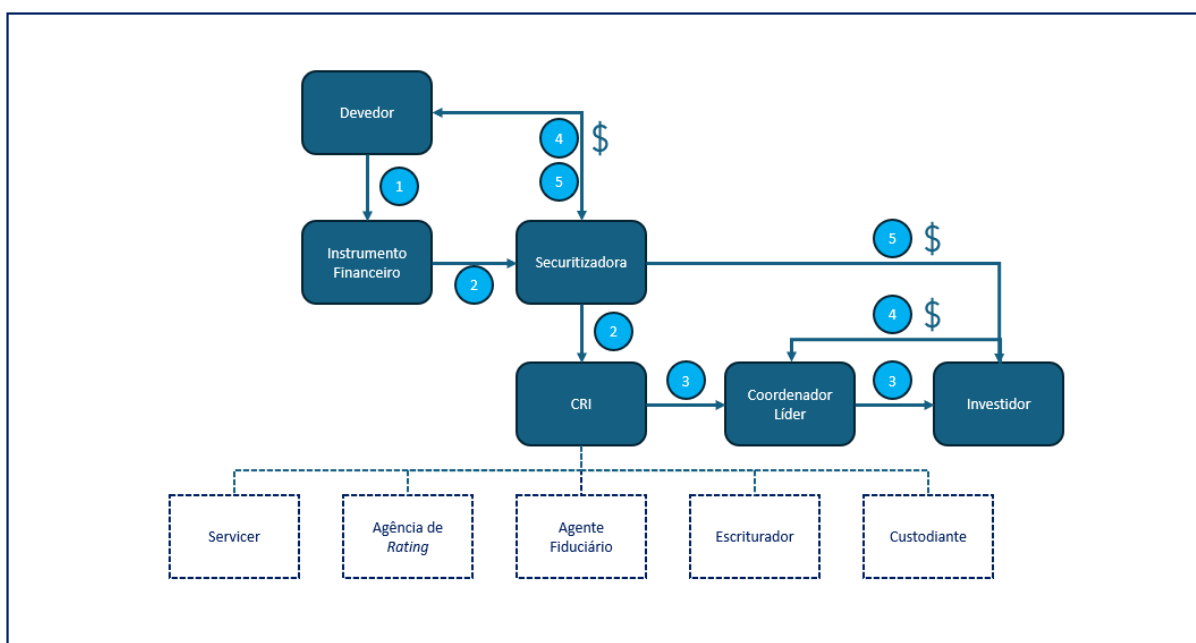 Devedor
4 $
5
1
Instrumento
Financeiro
2
Securitizadora
5 $
2
4 $
CRI
3
Coordenador
Líder
3
Investidor
Servicer
Agência de
Rating
Agente
Fiduciário
Escriturador
Custodiante